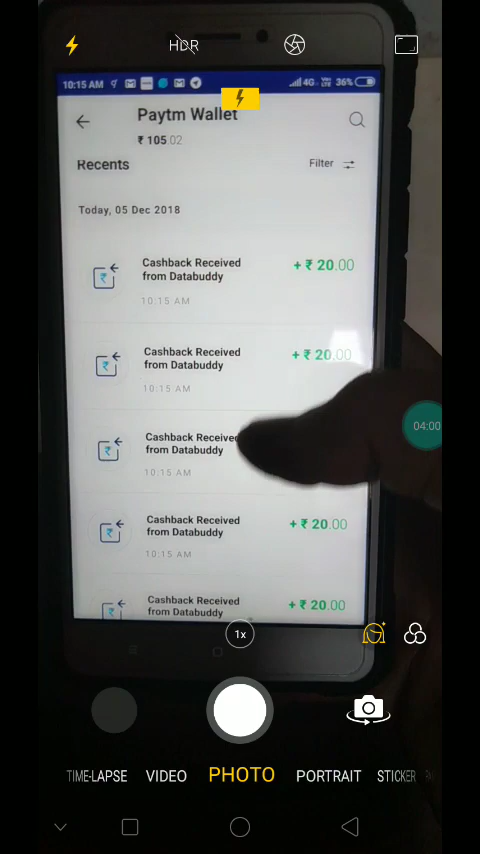 HDR
10:15 AM
4G
36%
Paytm Wallet
₹ 105.02
Recents
Filter
Today, 05 Dec 2018
Cashback Received
from Databuddy
+ ₹ 20.00
10:15 AM
Cashback Received
from Databuddy
+ ₹ 20.00
10:15 AM
Cashback Received
from Databuddy
10:15 AM
04:00
Cashback Received
from Databuddy
+ ₹ 20.00
10:15 AM
Cashback Received
from Databuddy
+ ₹ 20.00
1x
TIME-LAPSE VIDEO PHOTO PORTRAIT STICKER